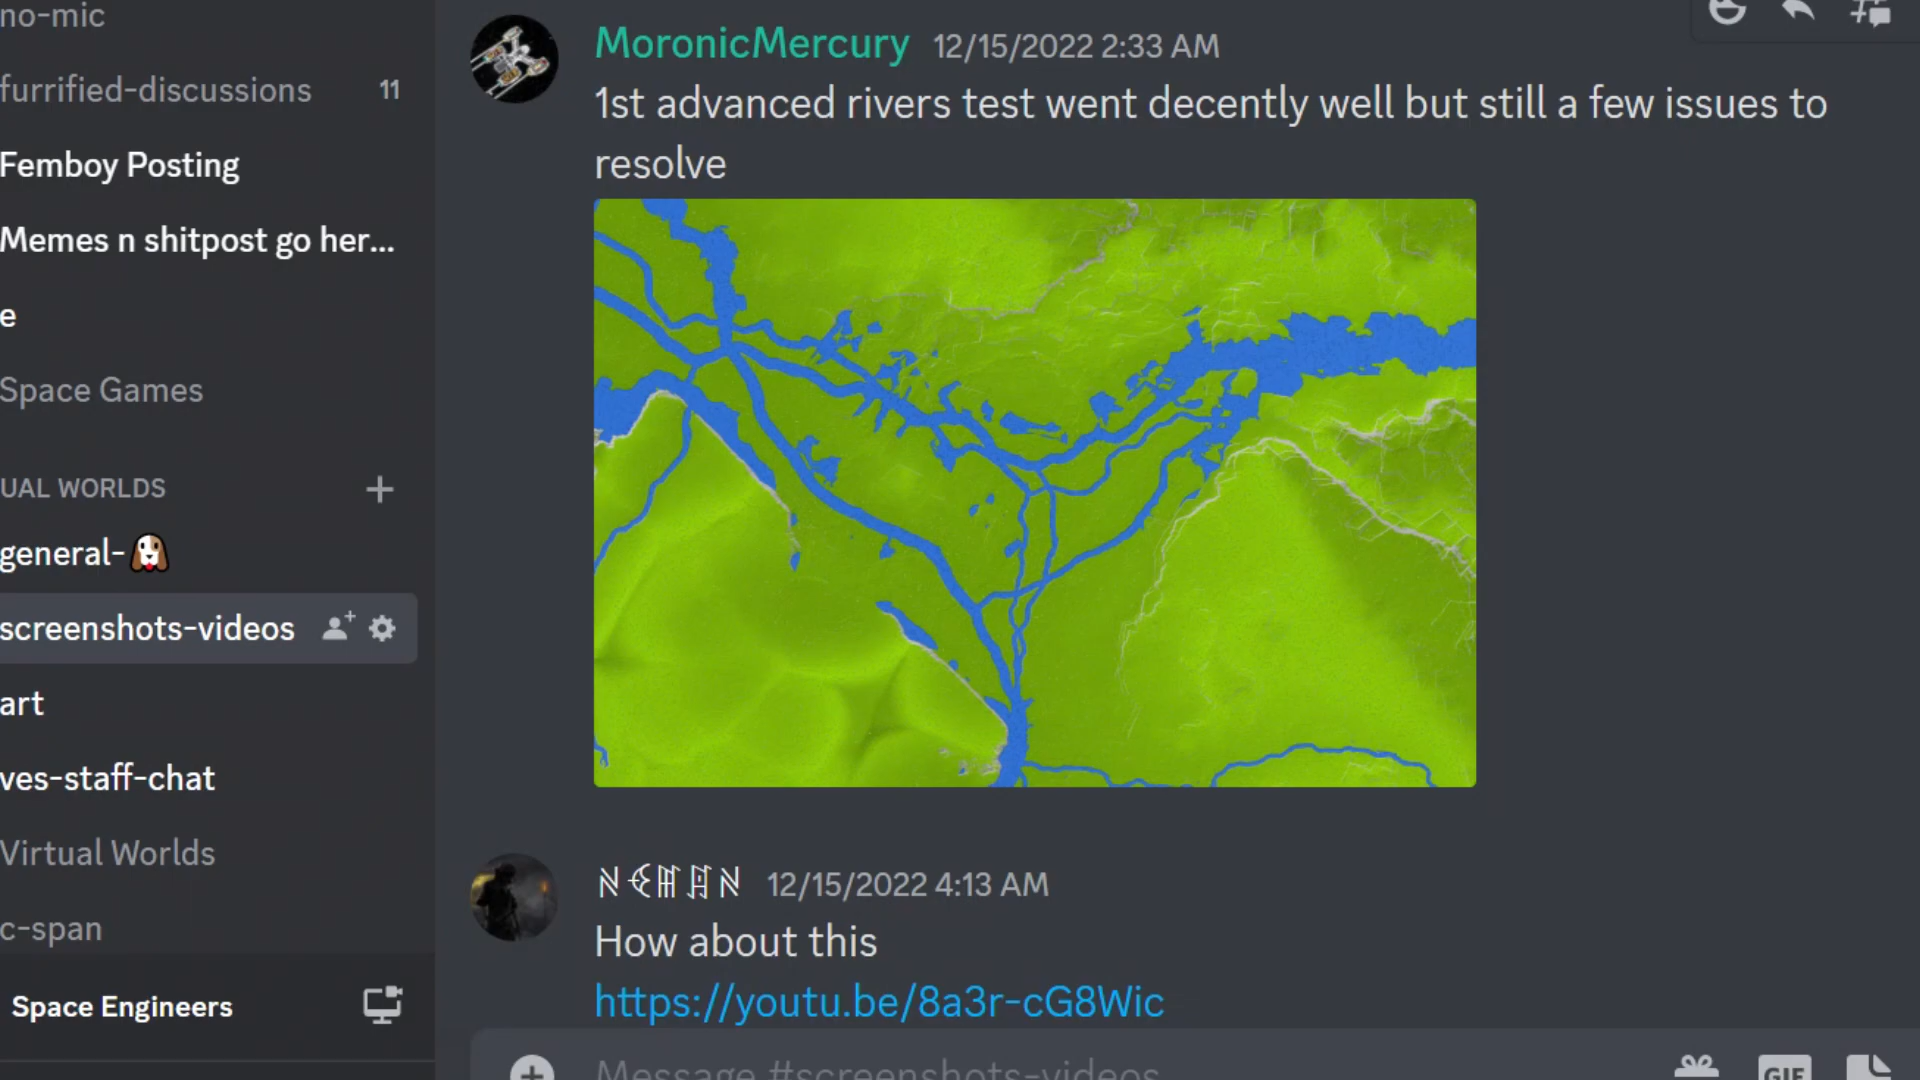 no-mic
furrified-discussions 11
Femboy Posting
Memes n shitpost go her...
e
Space Games
UAL WORLDS
general-
screenshots-videos
art
ves-staff-chat
Virtual Worlds
c-span
Space Engineers
MoronicMercury 12/15/2022 2:33 AM
1st advanced rivers test went decently well but still a few issues to
resolve
12/15/2022 4:13 AM
How about this
https://youtu.be/8a3r-cG8Wic
Message #screenshots-videos
GIF